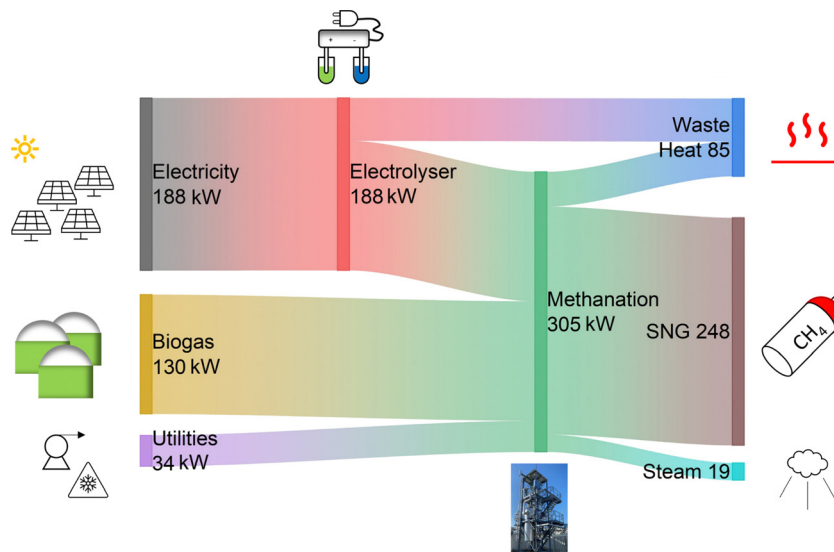 + -
Electricity
188 kW
Electrolyser
188 kW
Waste
Heat 85
Biogas
130 kW
Methanation
305 kW
SNG 248
CH4
Utilities
34 kW
Steam 19